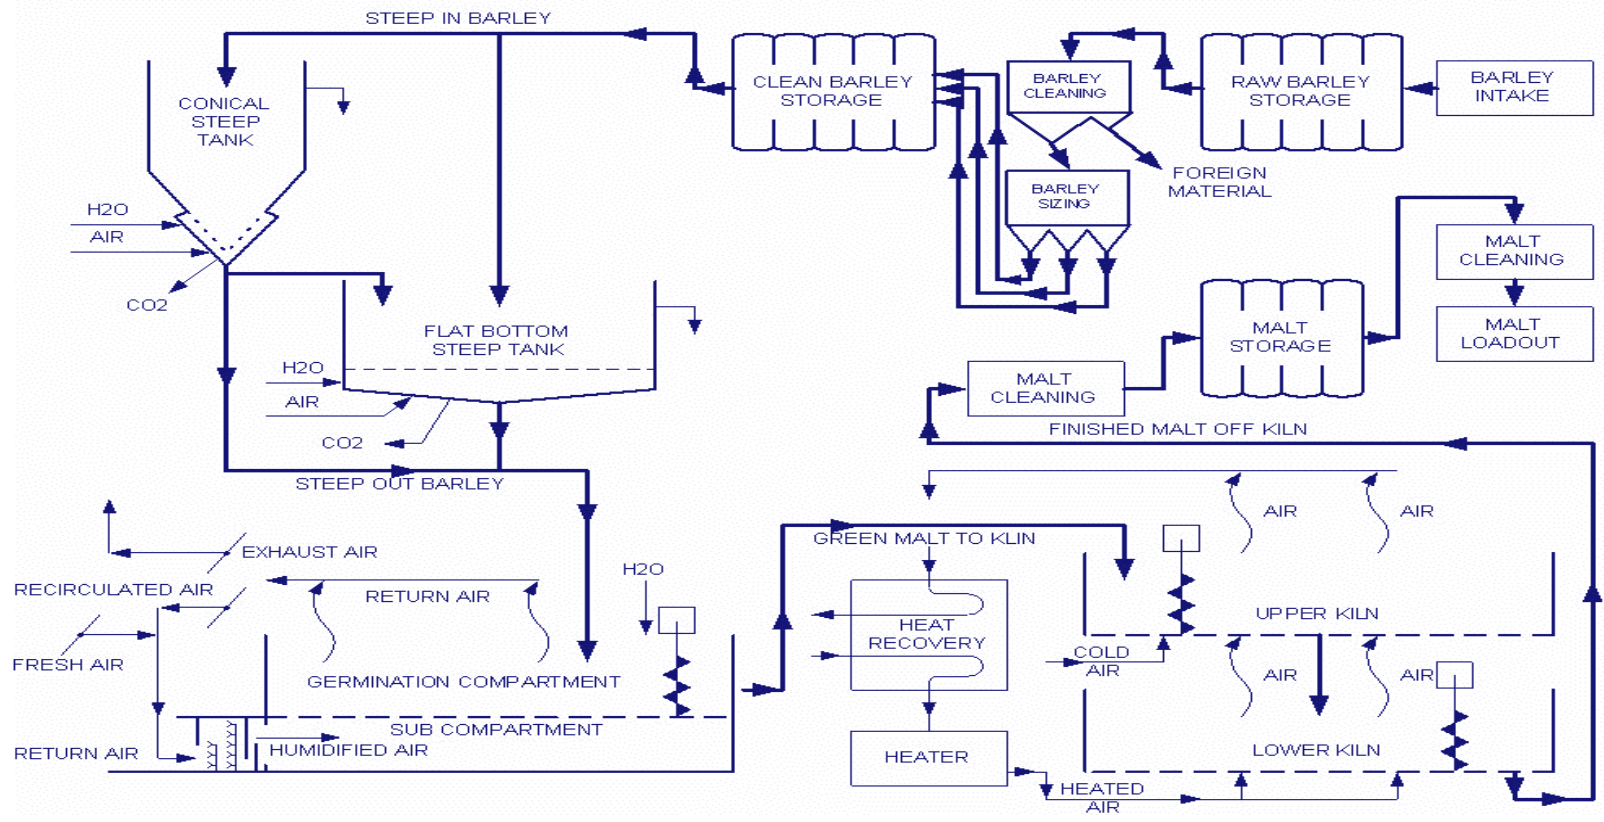 STEEP IN BARLEY
CONICAL
STEEP
TANK
CLEAN BARLEY
STORAGE
BARLEY
CLEANING
RAW BARLEY
STORAGE
BARLEY
INTAKE
FOREIGN
MATERIAL
BARLEY
SIZING
H2O
AIR
CO2
FLAT BOTTOM
STEEP TANK
H2O
AIR
CO2
MALT
CLEANING
MALT
LOADOUT
MALT
STORAGE
MALT
CLEANING
FINISHED MALT OFF KILN
STEEP OUT BARLEY
EXHAUST AIR
RECIRCULATED AIR
RETURN AIR
FRESH AIR
H2O
GERMINATION COMPARTMENT
SUB COMPARTMENT
HUMIDIFIED AIR
RETURN AIR
GREEN MALT TO KLIN
HEAT
RECOVERY
HEATER
AIR
AIR
UPPER KILN
COLD
AIR
AIR
AIR
LOWER KILN
HEATED
AIR